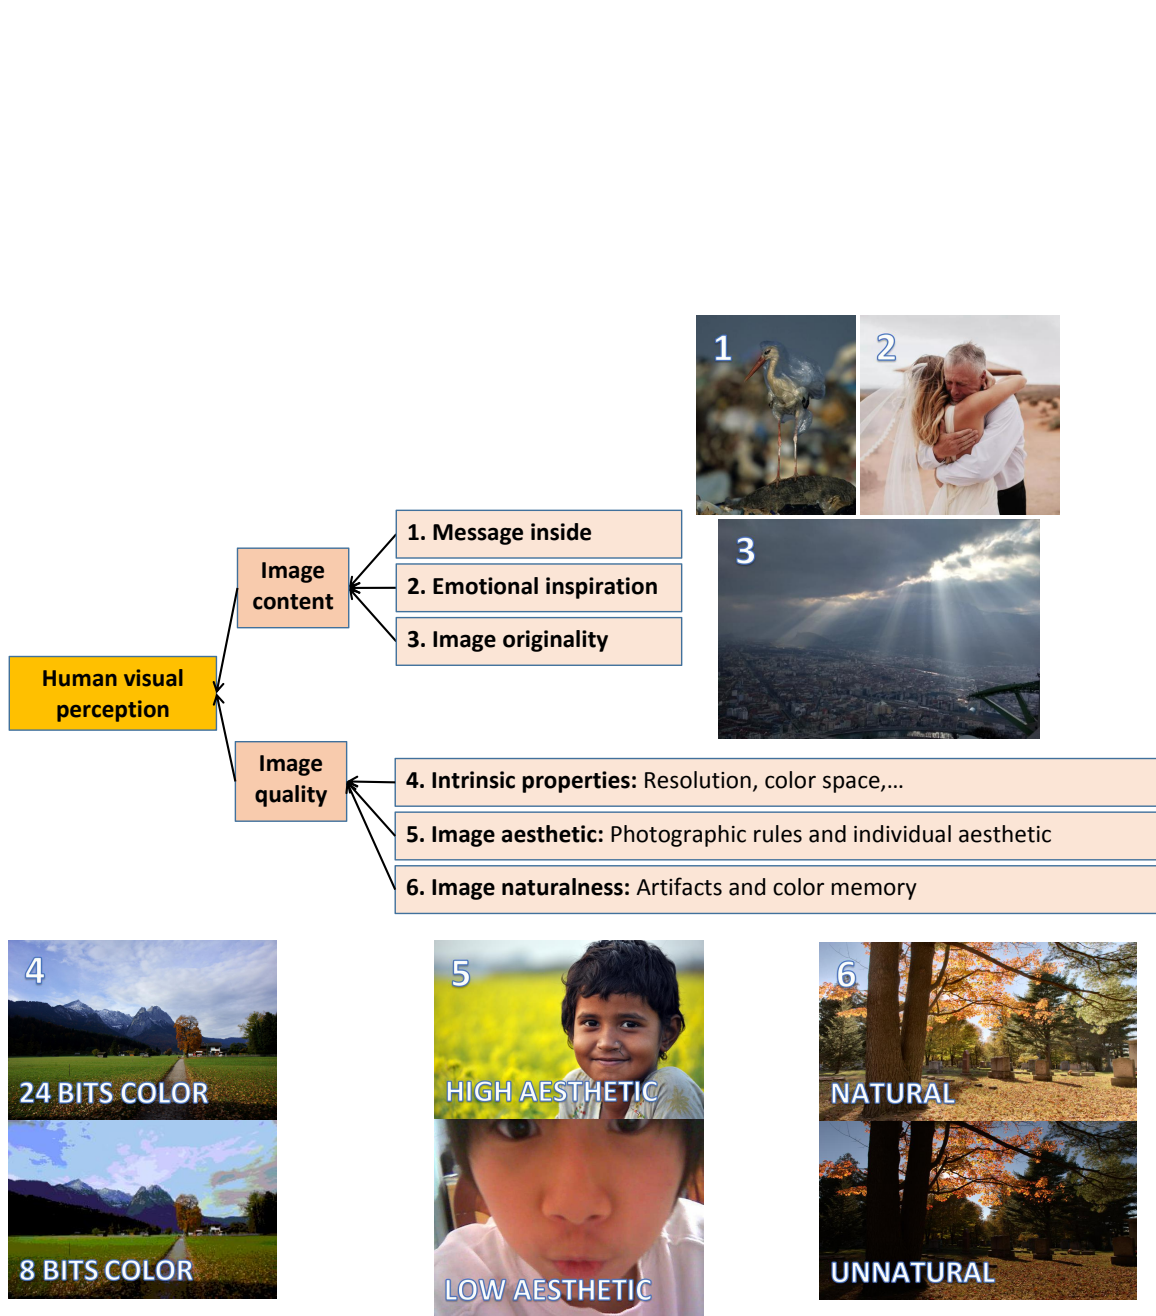 1
2
3
1. Message inside
2. Emotional inspiration
3. Image originality
Image
content
Human visual
perception
Image
quality
4. Intrinsic properties: Resolution, color space,...
5. Image aesthetic: Photographic rules and individual aesthetic
6. Image naturalness: Artifacts and color memory
4
24 BITS COLOR
8 BITS COLOR
5
HIGH AESTHETIC
LOW AESTHETIC
6
NATURAL
UNNATURAL